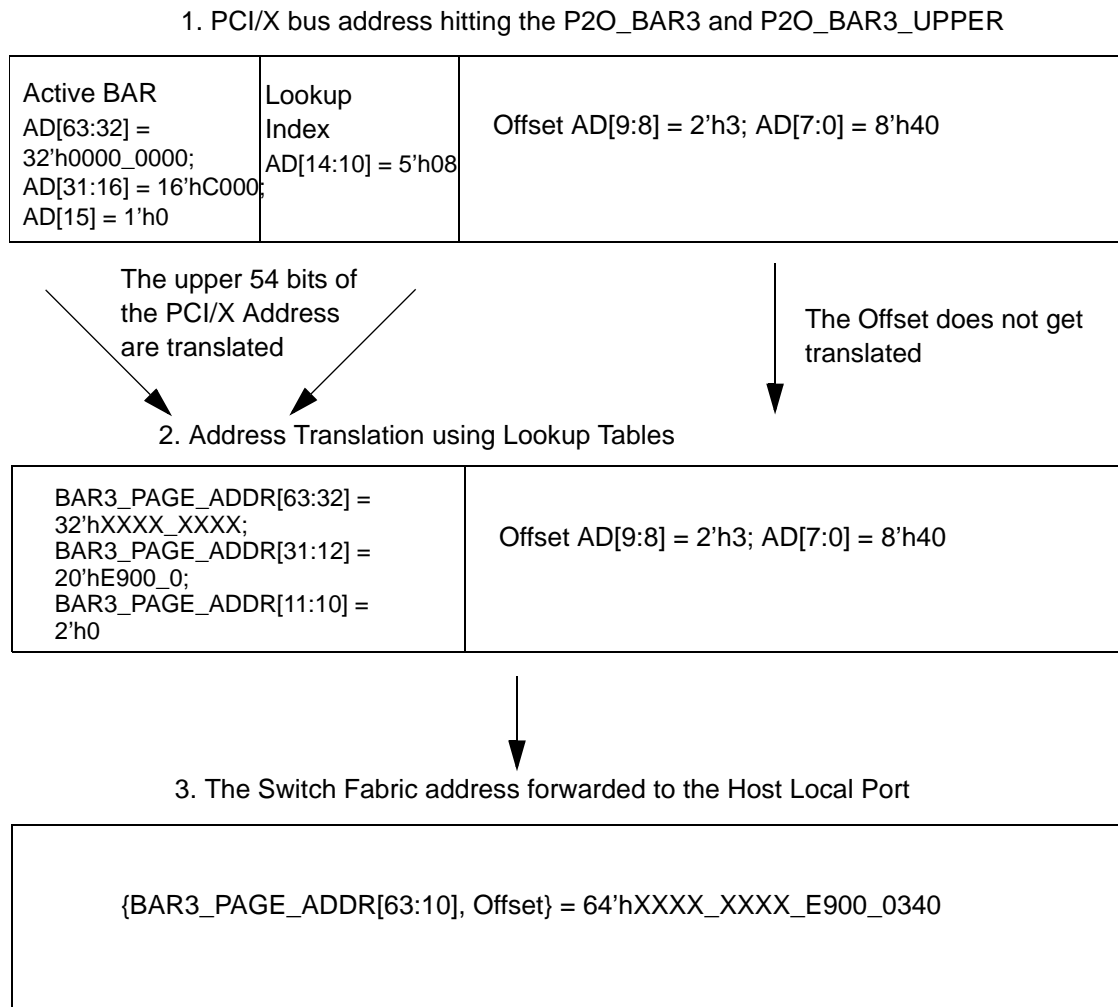 1. PCI/X bus address hitting the P2O_BAR3 and P2O_BAR3_UPPER
Active BAR
AD[63:32] =
32’h0000_0000;
AD[31:16] = 16’hC000;
AD[15] = 1’h0
Lookup
Index
AD[14:10] = 5’h08
Offset AD[9:8] = 2’h3; AD[7:0] = 8’h40
The upper 54 bits of
the PCI/X Address
are translated
The Offset does not get
translated
2. Address Translation using Lookup Tables
BAR3_PAGE_ADDR[63:32] =
32’hXXXX_XXXX;
BAR3_PAGE_ADDR[31:12] =
20’hE900_0;
BAR3_PAGE_ADDR[11:10] =
2’h0
Offset AD[9:8] = 2’h3; AD[7:0] = 8’h40
3. The Switch Fabric address forwarded to the Host Local Port
{BAR3_PAGE_ADDR[63:10], Offset} = 64’hXXXX_XXXX_E900_0340